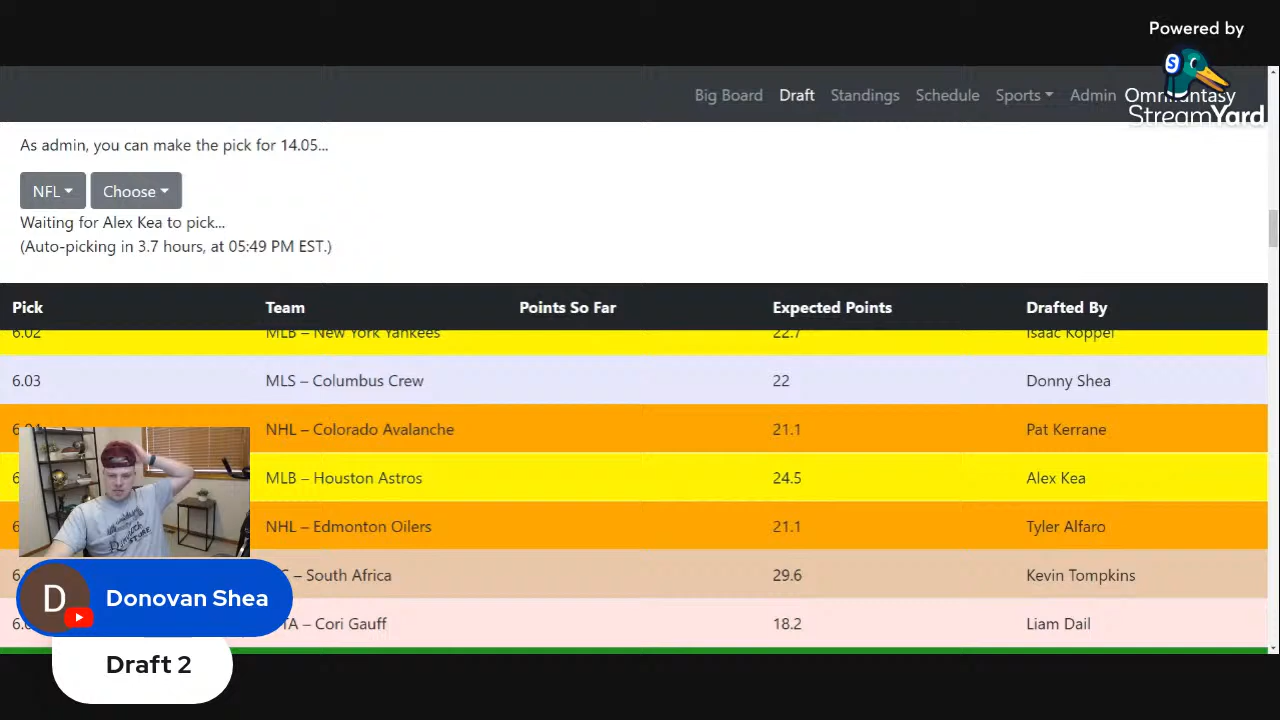 Powered by
Big Board Draft Standings Schedule Sports Admin Omnifantasy
StreamYard
As admin, you can make the pick for 14.05...
NFL Choose
Waiting for Alex Kea to pick...
(Auto-picking in 3.7 hours, at 05:49 PM EST.)
Pick Team Points So Far Expected Points Drafted By
6.02 MLB – New York Yankees 22.7 Isaac Koppel
6.03 MLS – Columbus Crew 22 Donny Shea
NHL – Colorado Avalanche 21.1 Pat Kerrane
MLB – Houston Astros 24.5 Alex Kea
NHL – Edmonton Oilers 21.1 Tyler Alfaro
– South Africa 29.6 Kevin Tompkins
– Cori Gauff 18.2 Liam Dail
D Donovan Shea
Draft 2